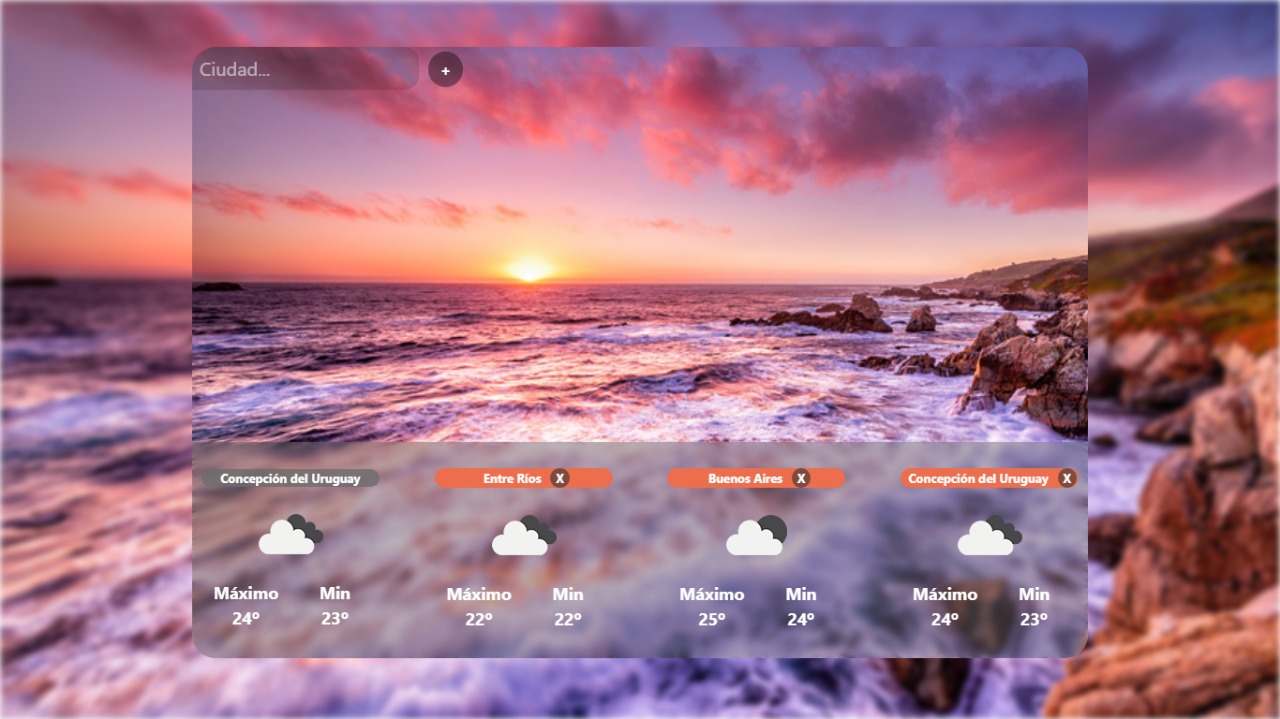 Ciudad...
+
Concepción del Uruguay
Entre Ríos X
Buenos Aires X
Concepción del Uruguay X
Máximo Min
24º 23º
Máximo Min
22º 22º
Máximo Min
25º 24º
Máximo Min
24º 23º